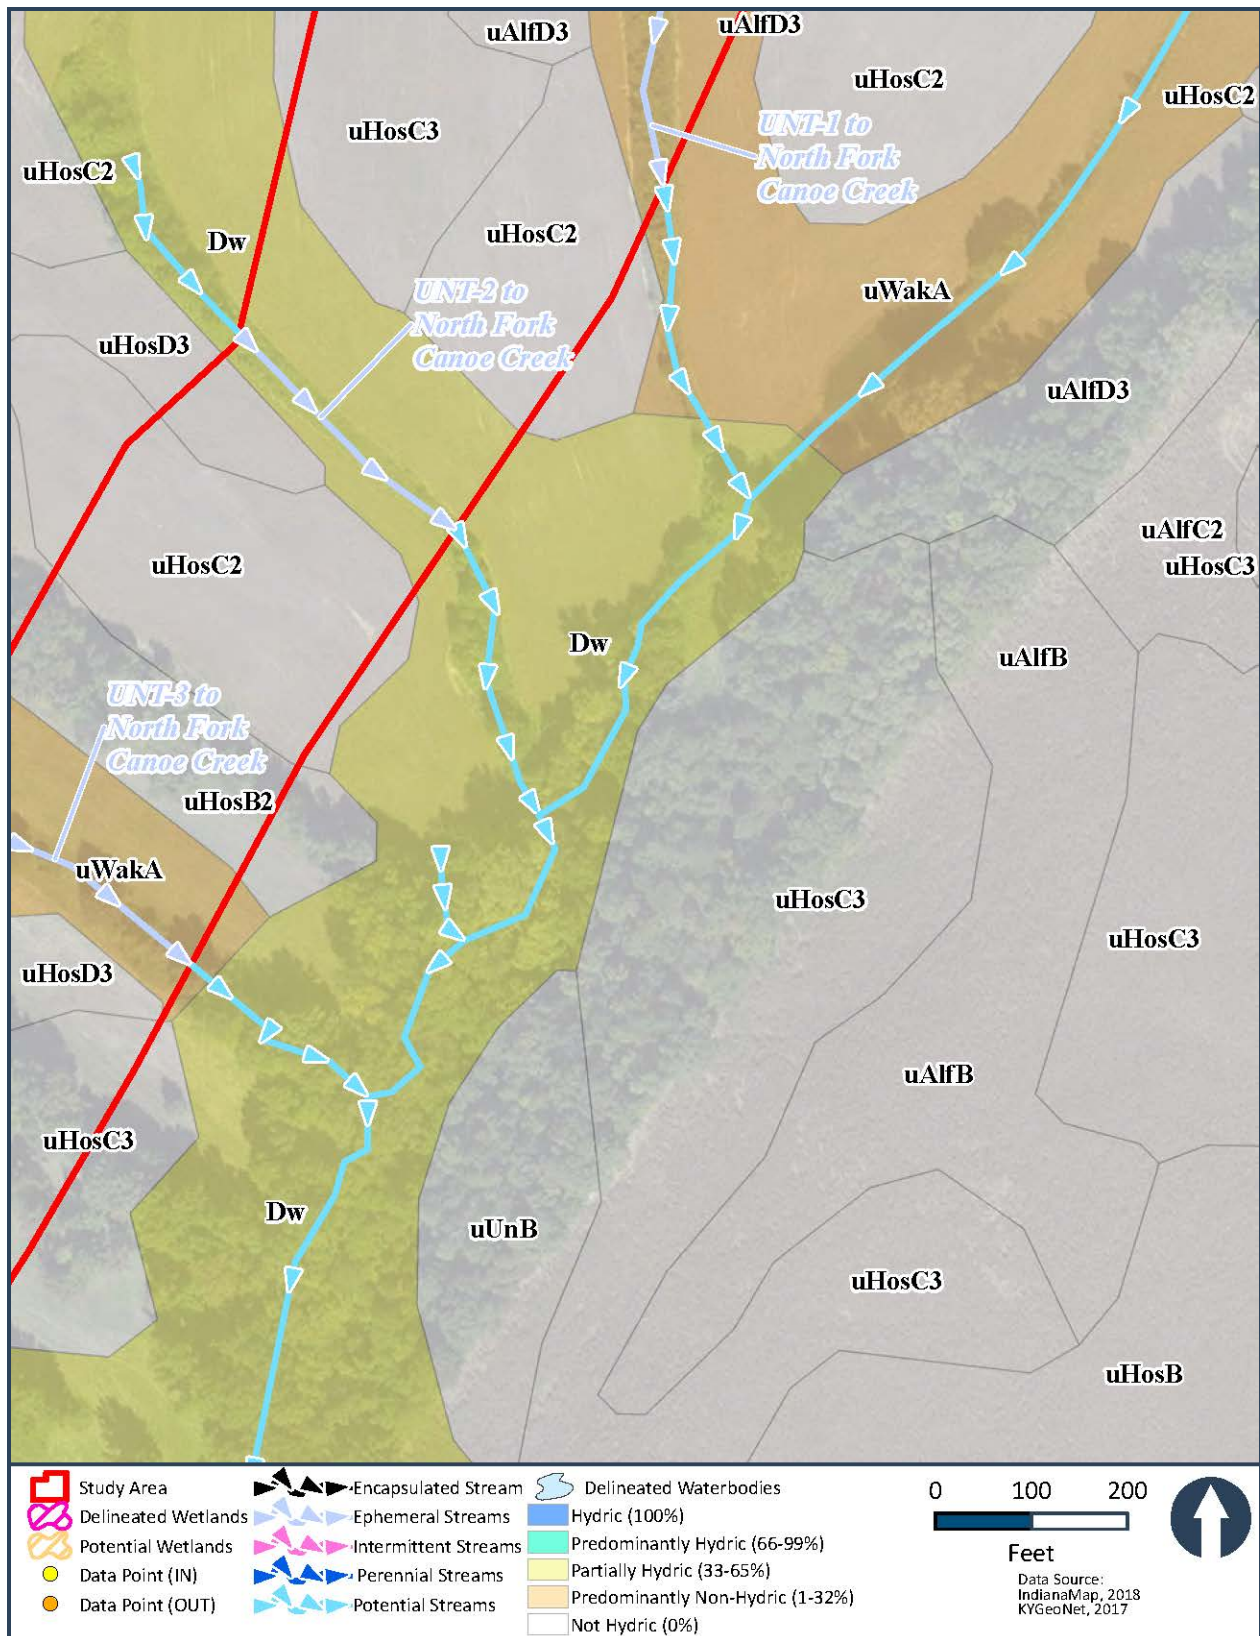 uAlfD3
uAlfD3
uHosC2
uHosC2
uHosC3
UNT-1 to
North Fork
Canoe Creek
uHosC2
Dw
uHosC2
UNT-2 to
North Fork
Canoe Creek
uWakA
uHosD3
uAlfD3
uAlfC2
uHosC3
uHosC2
Dw
uAlfB
UNT-3 to
North Fork
Canoe Creek
uHosB2
uWakA
uHosC3
uHosC3
uHosD3
uAlfB
uHosC3
Dw
uUnB
uHosC3
uHosB
Study Area
Delineated Wetlands
Potential Wetlands
Data Point (IN)
Data Point (OUT)
Encapsulated Stream
Ephemeral Streams
Intermittent Streams
Perennial Streams
Potential Streams
Delineated Waterbodies
Hydric (100%)
Predominantly Hydric (66-99%)
Partially Hydric (33-65%)
Predominantly Non-Hydric (1-32%)
Not Hydric (0%)
0 100 200
Feet
Data Source:
IndianaMap, 2018
KYGeoNet, 2017